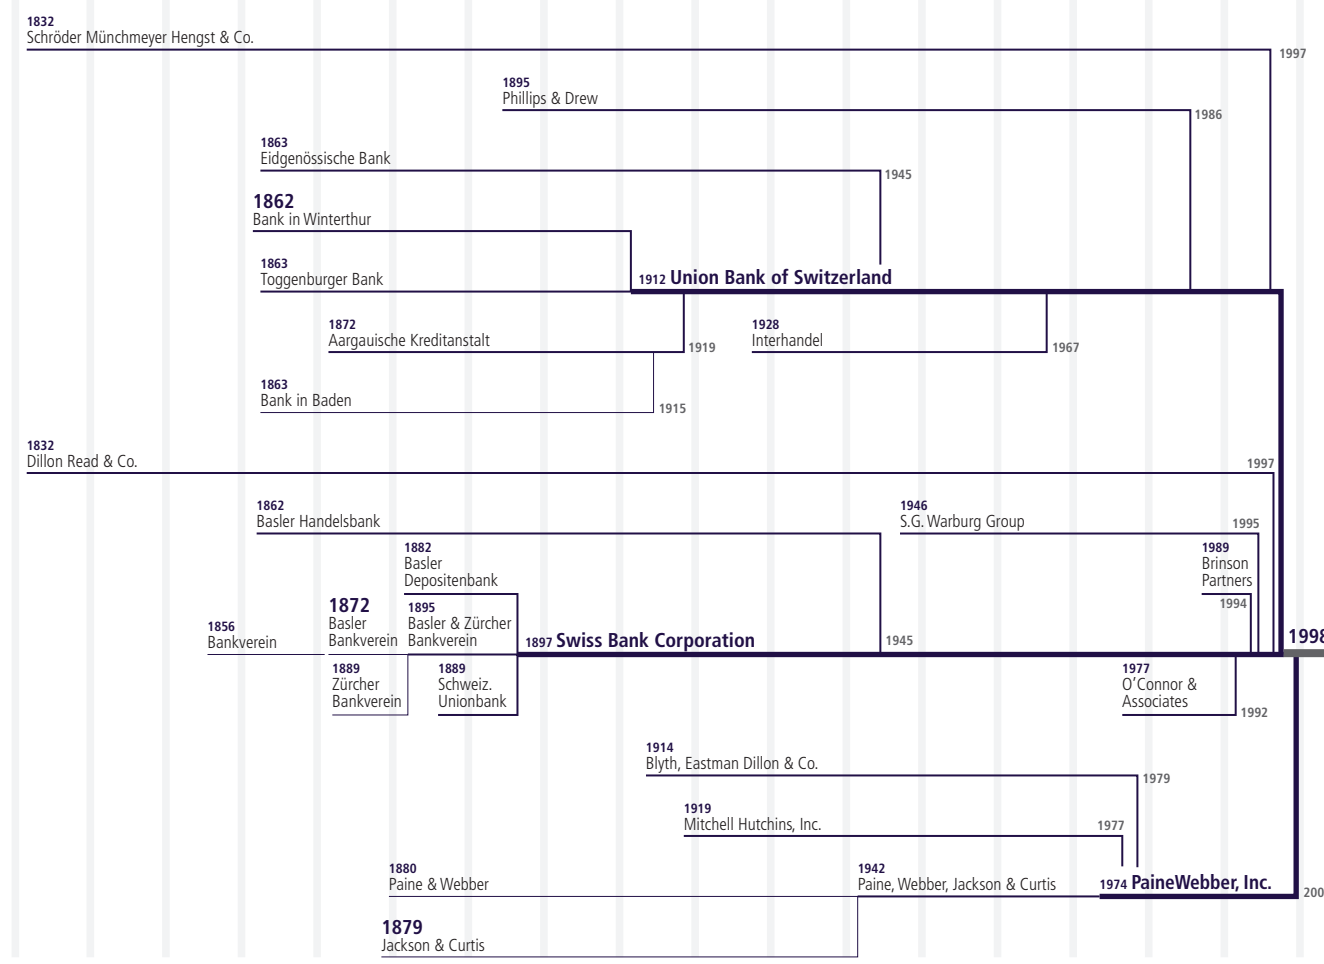 1832
Schröder Münchmeyer Hengst & Co.
1997
1895
Phillips & Drew
1986
1863
Eidgenössische Bank
1945
1862
Bank in Winterthur
1863
Toggenburger Bank
1912 Union Bank of Switzerland
1872
Aargauische Kreditanstalt
1919
1928
Interhandel
1967
1863
Bank in Baden
1915
1832
Dillon Read & Co.
1997
1862
Basler Handelsbank
1946
S.G. Warburg Group
1995
1882
Basler
Depositenbank
1989
Brinson
Partners
1994
1856
Bankverein
1872
Basler
Bankverein
1895
Basler & Zürcher
Bankverein
1897 Swiss Bank Corporation
1945
1998
1889
Zürcher
Bankverein
1889
Schweiz.
Unionbank
1977
O’Connor &
Associates
1992
1914
Blyth, Eastman Dillon & Co.
1979
1919
Mitchell Hutchins, Inc.
1977
1880
Paine & Webber
1942
Paine, Webber, Jackson & Curtis
1974 PaineWebber, Inc.
200
1879
Jackson & Curtis